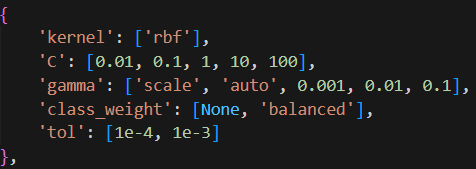 {
'kernel': ['rbf'],
'C': [0.01, 0.1, 1, 10, 100],
'gamma': ['scale', 'auto', 0.001, 0.01, 0.1],
'class_weight': [None, 'balanced'],
'tol': [1e-4, 1e-3]
},